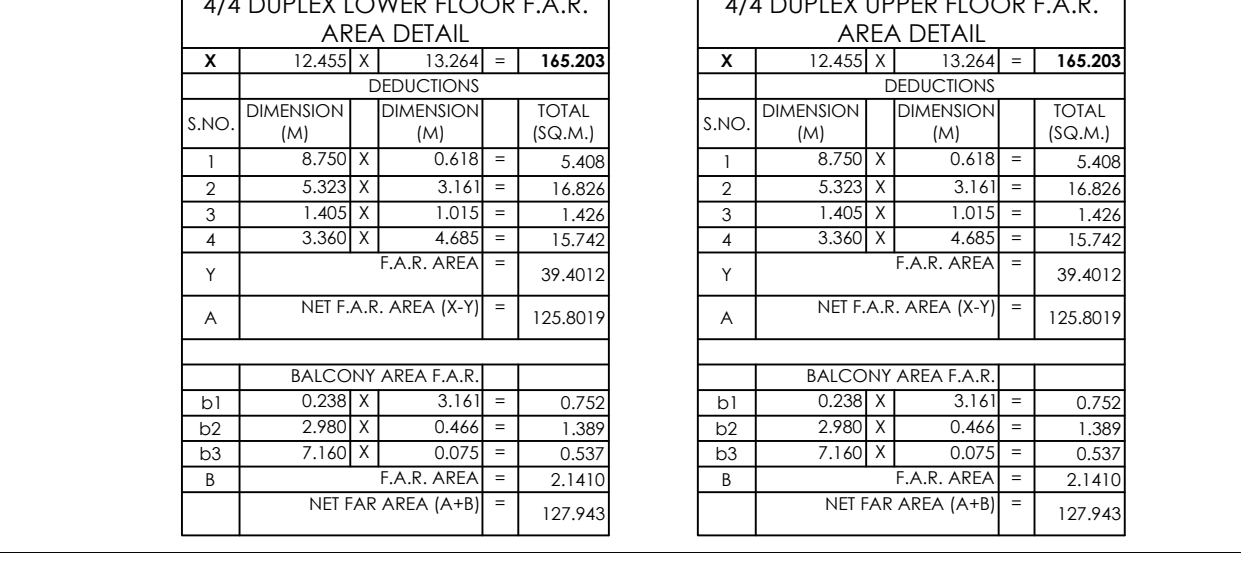 4/4 DUPLEX LOWER FLOOR F.A.R.
AREA DETAIL
X 12.455 X 13.264 = 165.203
DEDUCTIONS
S.NO. DIMENSION (M) DIMENSION (M) TOTAL (SQ.M.)
1 8.750 X 0.618 = 5.408
2 5.323 X 3.161 = 16.826
3 1.405 X 1.015 = 1.426
4 3.360 X 4.685 = 15.742
Y F.A.R. AREA = 39.4012
A NET F.A.R. AREA (X-Y) = 125.8019
BALCONY AREA F.A.R.
b1 0.238 X 3.161 = 0.752
b2 2.980 X 0.466 = 1.389
b3 7.160 X 0.075 = 0.537
B F.A.R. AREA = 2.1410
NET FAR AREA (A+B) = 127.943
4/4 DUPLEX UPPER FLOOR F.A.R.
AREA DETAIL
X 12.455 X 13.264 = 165.203
DEDUCTIONS
S.NO. DIMENSION (M) DIMENSION (M) TOTAL (SQ.M.)
1 8.750 X 0.618 = 5.408
2 5.323 X 3.161 = 16.826
3 1.405 X 1.015 = 1.426
4 3.360 X 4.685 = 15.742
Y F.A.R. AREA = 39.4012
A NET F.A.R. AREA (X-Y) = 125.8019
BALCONY AREA F.A.R.
b1 0.238 X 3.161 = 0.752
b2 2.980 X 0.466 = 1.389
b3 7.160 X 0.075 = 0.537
B F.A.R. AREA = 2.1410
NET FAR AREA (A+B) = 127.943